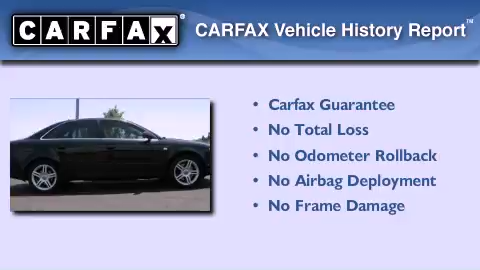 CARFAX®
CARFAX Vehicle History Report™
• Carfax Guarantee
• No Total Loss
• No Odometer Rollback
• No Airbag Deployment
• No Frame Damage